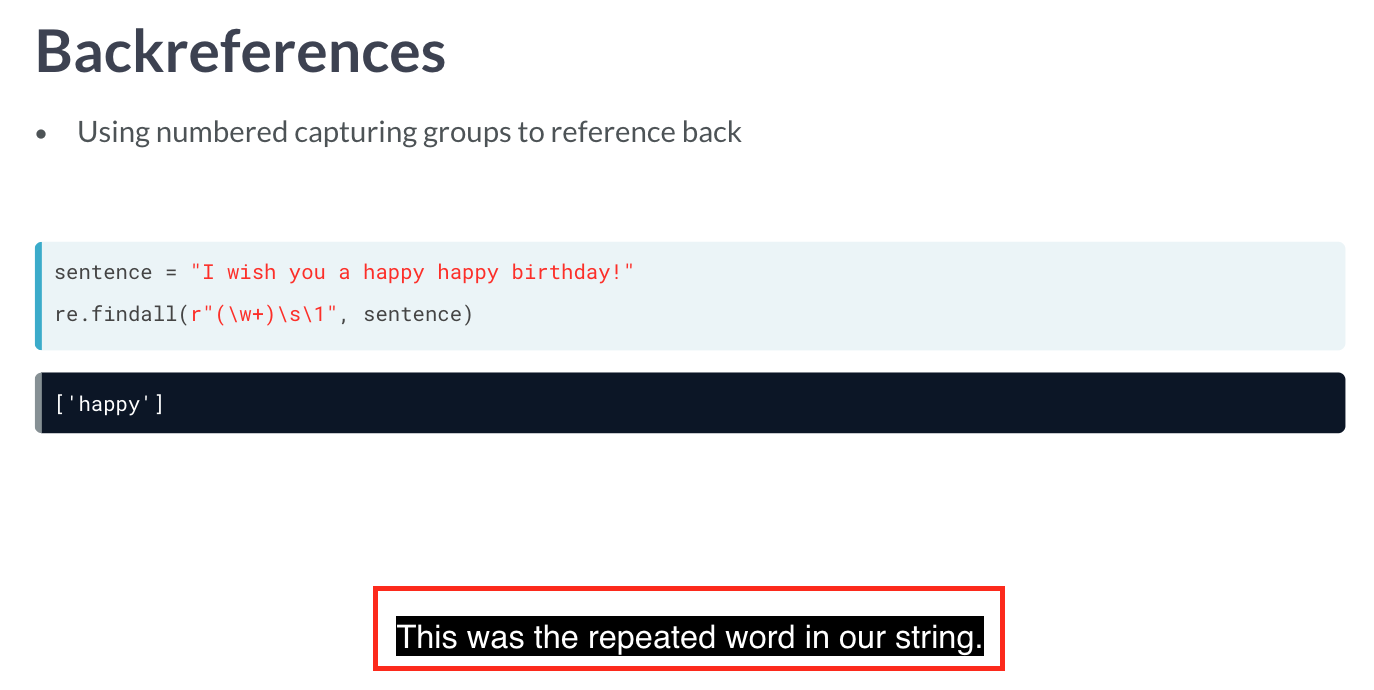 Backreferences
• Using numbered capturing groups to reference back
sentence = "I wish you a happy happy birthday!"
re.findall(r"(\w+)\s\1", sentence)
['happy']
This was the repeated word in our string.